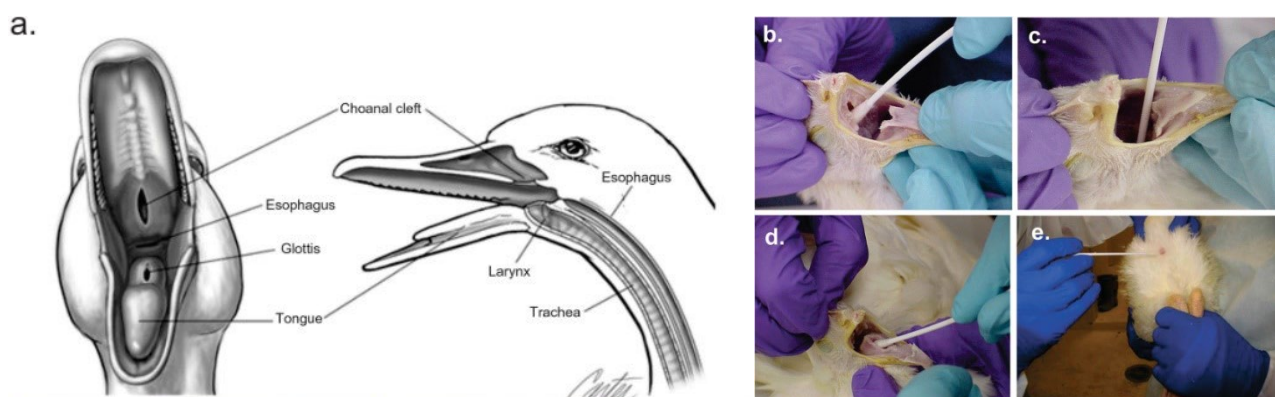 a.
Choanal cleft
Esophagus
Glottis
Tongue
Esophagus
Larynx
Trachea
b.
c.
d.
e.